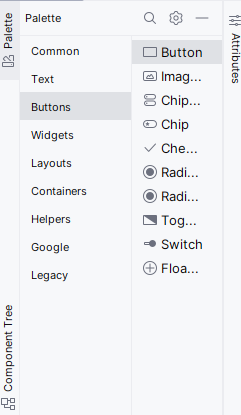 Palette
Component Tree
Palette
Common
Text
Buttons
Widgets
Layouts
Containers
Helpers
Google
Legacy
Button
Imag...
Chip...
Chip
Che...
Radi...
Radi...
Tog...
Switch
Floa...
Attributes